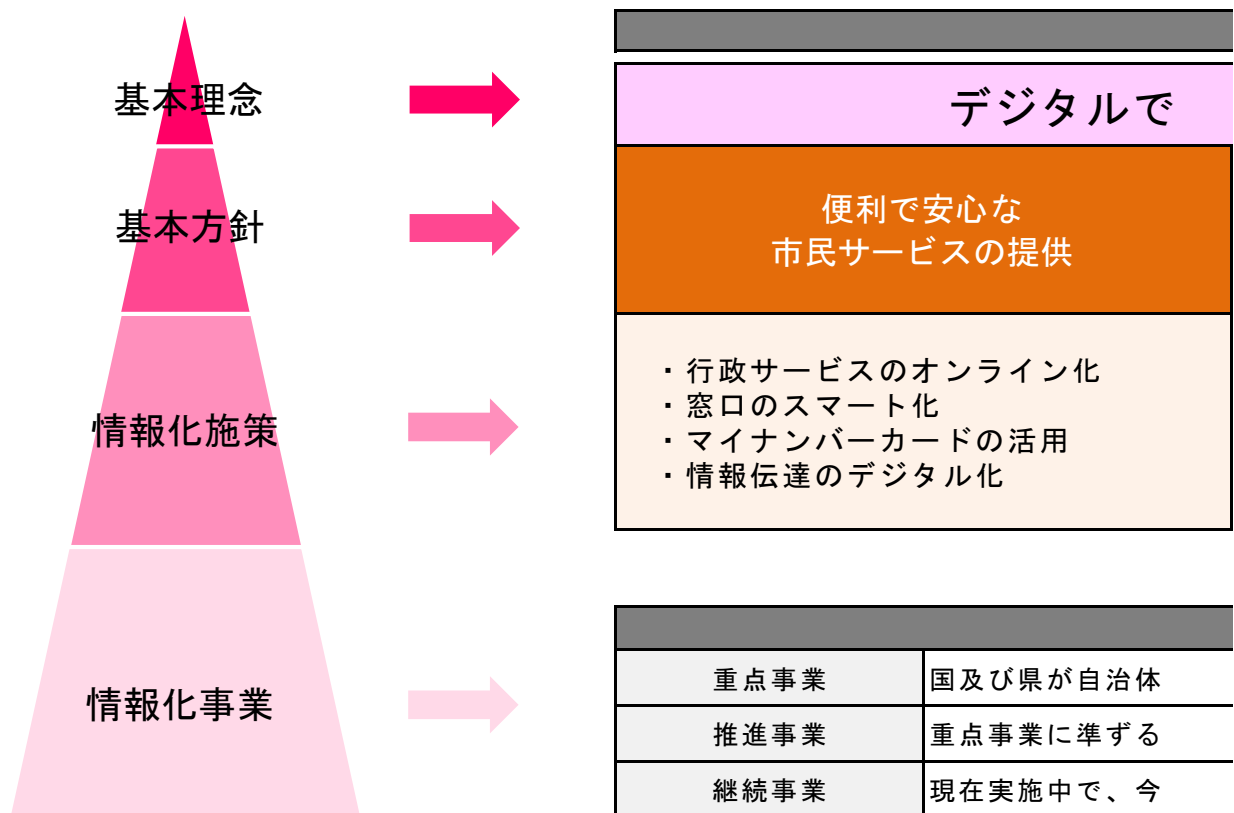 基本理念
デジタルで
基本方針
便利で安心な
市民サービスの提供
情報化施策
・行政サービスのオンライン化
・窓口のスマート化
・マイナンバーカードの活用
・情報伝達のデジタル化
情報化事業
重点事業
国及び県が自治体
推進事業
重点事業に準ずる
継続事業
現在実施中で、今